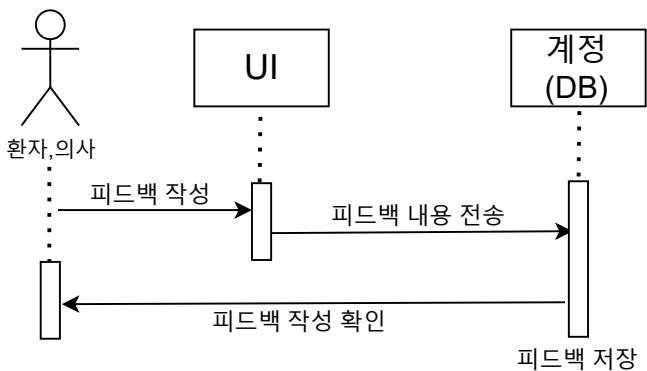 UI
계정
(DB)
환자,의사
피드백 작성
피드백 내용 전송
피드백 작성 확인
피드백 저장